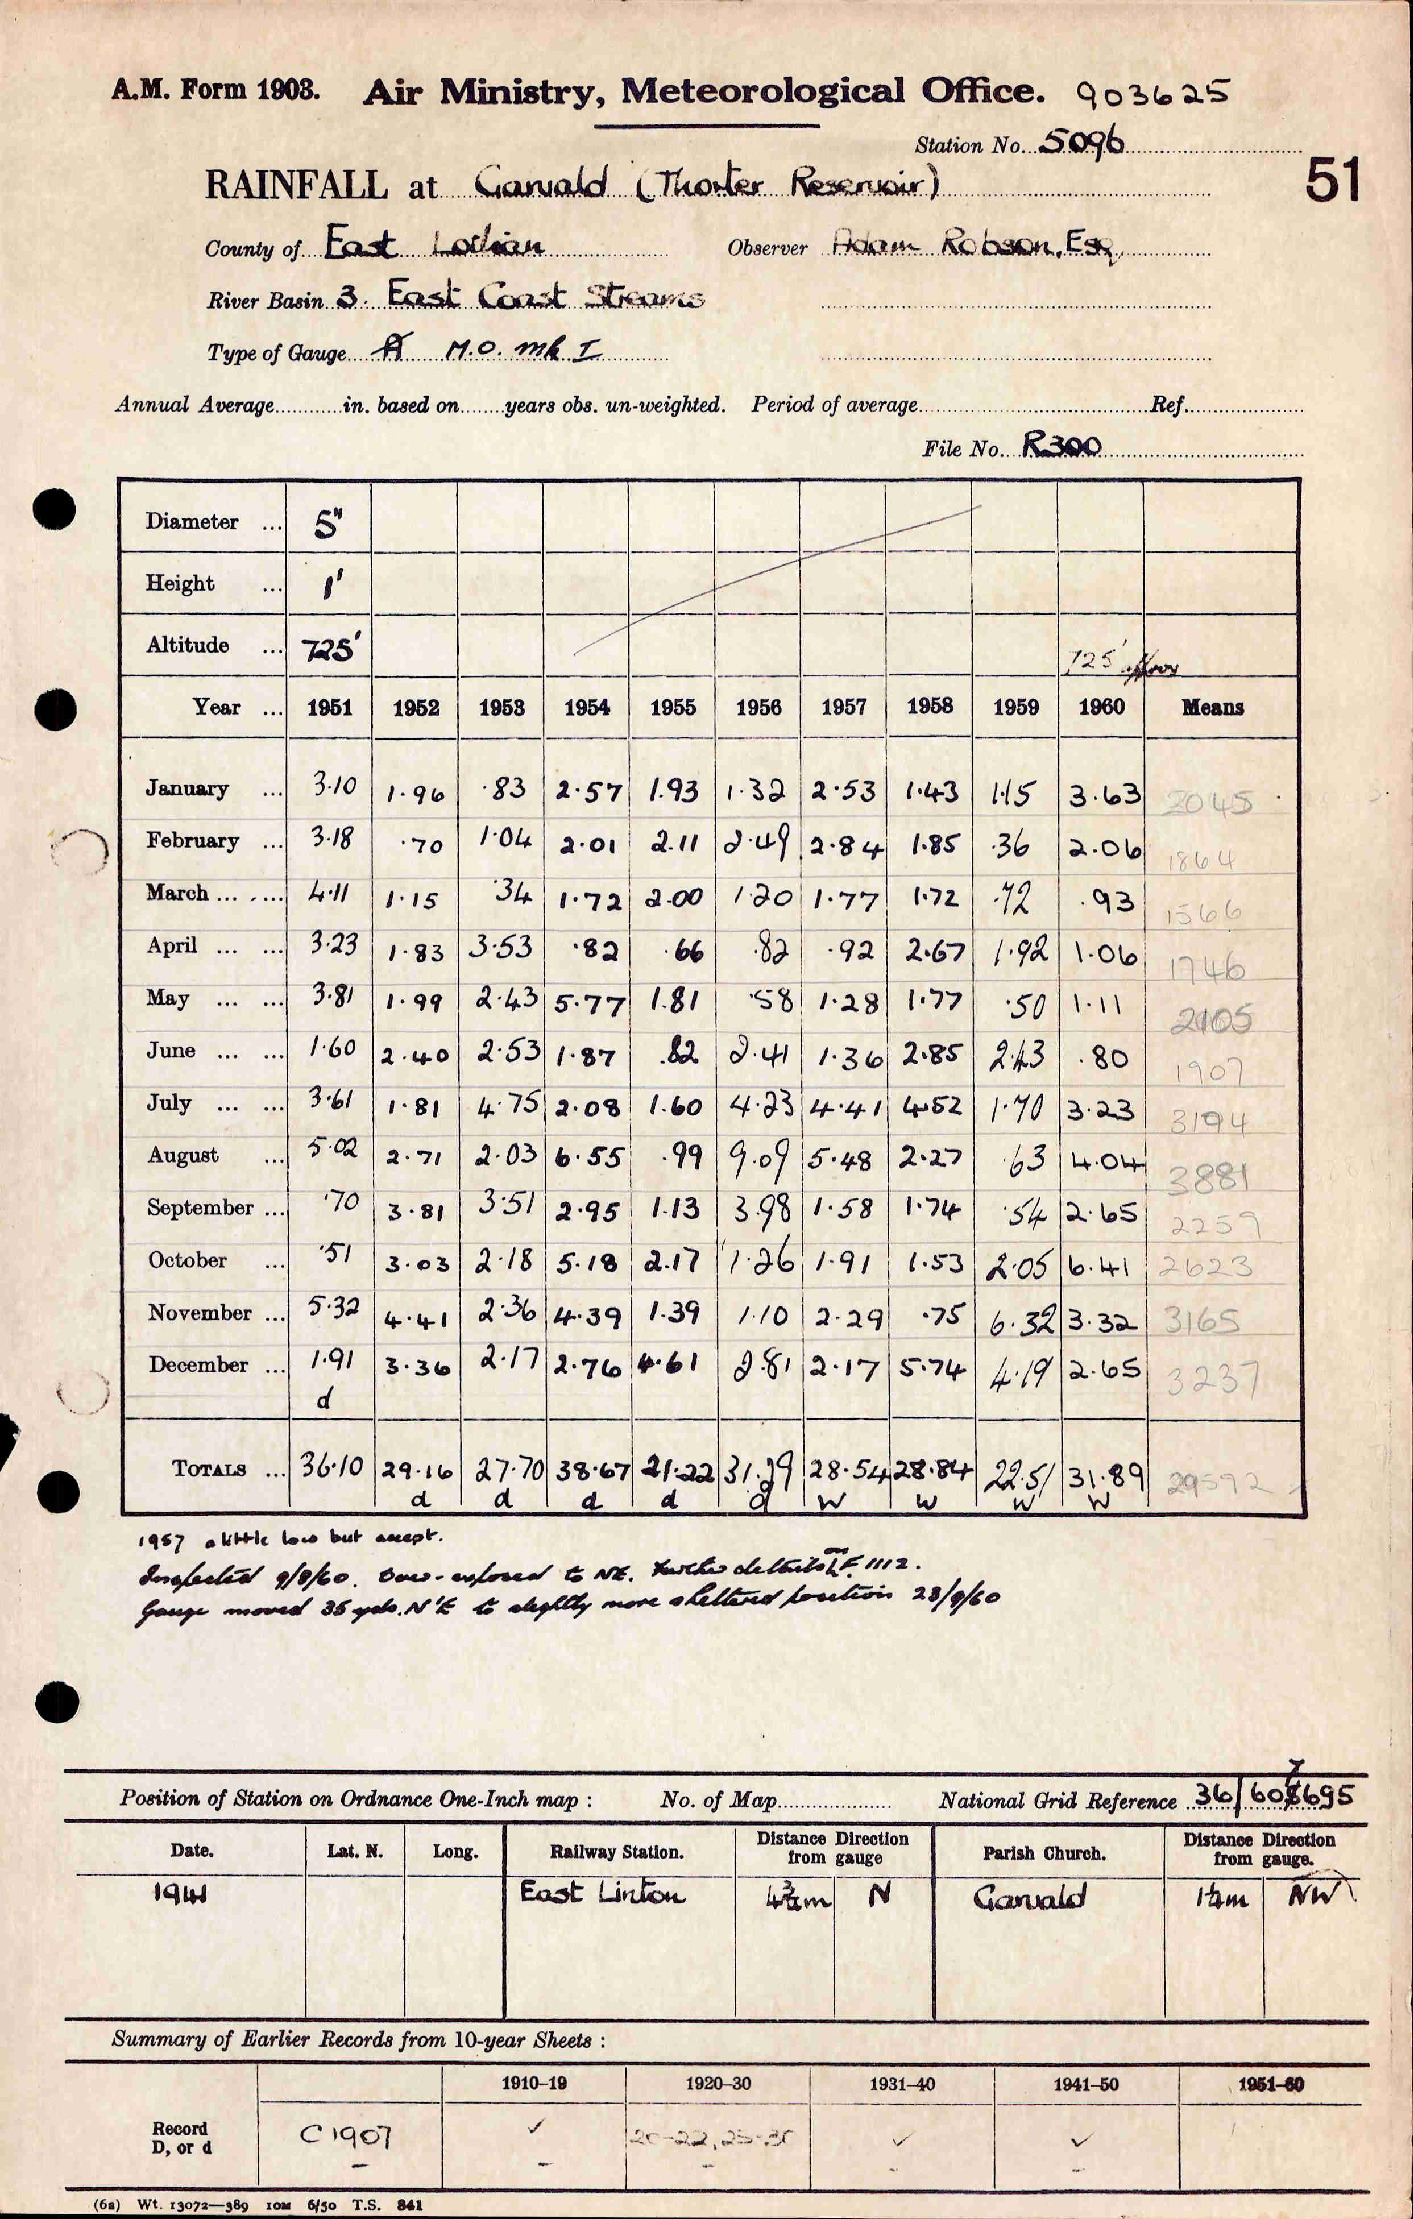 A.M. Form 1903. Air Ministry, Meteorological Office. 903625
Station No. 5096
51
RAINFALL at Garvald (Thorter Reservoir)
County of East Lothian Observer Adam Robson, Esq.
River Basin 3. East Coast Streams
Type of Gauge M.O. Mk I
Annual Average in. based on years obs. un-weighted. Period of average Ref.
File No. R300
Diameter ... 5"
Height ... 1'
Altitude ... 725' 725' approx
Year ... 1951 1952 1953 1954 1955 1956 1957 1958 1959 1960 Means
January ... 3.10 1.96 .83 2.57 1.93 1.32 2.53 1.43 1.15 3.63 2045
February ... 3.18 .70 1.04 2.01 2.11 2.49 2.84 1.85 .36 2.06 1864
March ... ... 4.11 1.15 .34 1.72 2.00 1.20 1.77 1.72 .72 .93 1566
April ... ... 3.23 1.83 3.53 .82 .66 .82 .92 2.67 1.92 1.06 1746
May ... ... 3.81 1.99 2.43 5.77 1.81 .58 1.28 1.77 .50 1.11 2105
June ... ... 1.60 2.40 2.53 1.87 .82 2.41 1.36 2.85 2.43 .80 1907
July ... ... 3.61 1.81 4.75 2.08 1.60 4.23 4.41 4.52 1.70 3.23 3194
August ... 5.02 2.71 2.03 6.55 .99 9.09 5.48 2.27 .63 4.04 3881
September ... .70 3.81 3.51 2.95 1.13 3.98 1.58 1.74 .54 2.65 2259
October ... .51 3.03 2.18 5.18 2.17 1.26 1.91 1.53 2.05 6.41 2623
November ... 5.32 4.41 2.36 4.39 1.39 1.10 2.29 .75 6.32 3.32 3165
December ... 1.91 3.36 2.17 2.76 4.61 2.81 2.17 5.74 4.19 2.65 3237
d
TOTALS ... 36.10 29.16 27.70 38.67 21.22 31.29 28.54 28.84 22.51 31.89 29592
d d d d d W W W W
1957 a little low but accept.
Inspected 9/8/60. Over-exposed to NE. Further details in F.1112.
Gauge moved 35 yds. N'E to slightly more sheltered position 28/9/60
Position of Station on Ordnance One-Inch map : No. of Map National Grid Reference 36/608695
7
Date. Lat. N. Long. Railway Station. Distance Direction from gauge Parish Church. Distance Direction from gauge.
1941 East Linton 4¾m N Garvald 1¼m NW
Summary of Earlier Records from 10-year Sheets :
1910–19 1920–30 1931–40 1941–50 1951–60
Record D, or d C 1907 ✓ 20-22, 25-30 ✓ ✓
– – – – –
(6s) Wt. 13072—389 10M 6/50 T.S. 841